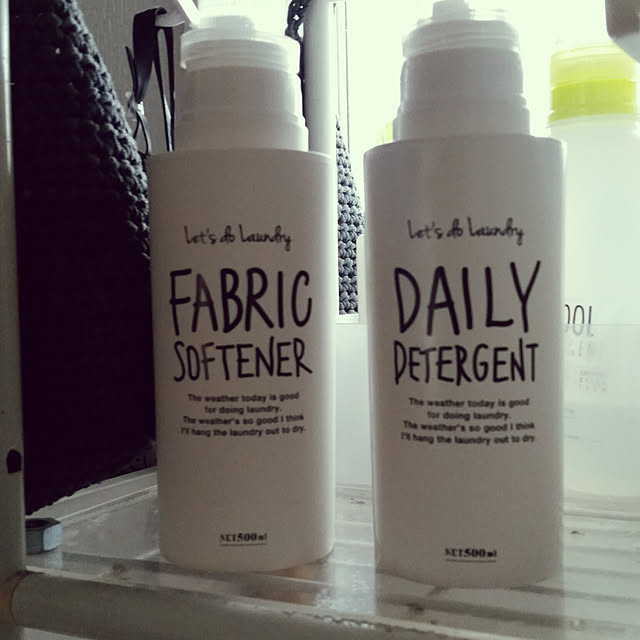 Let's do Laundry
FABRIC
SOFTENER
The weather today is good
for doing laundry.
The weather's so good i think
I'll hang the laundry out to dry.
NET500ml
Let's do Laundry
DAILY
DETERGENT
The weather today is good
for doing laundry.
The weather's so good i think
I'll hang the laundry out to dry.
NET500ml